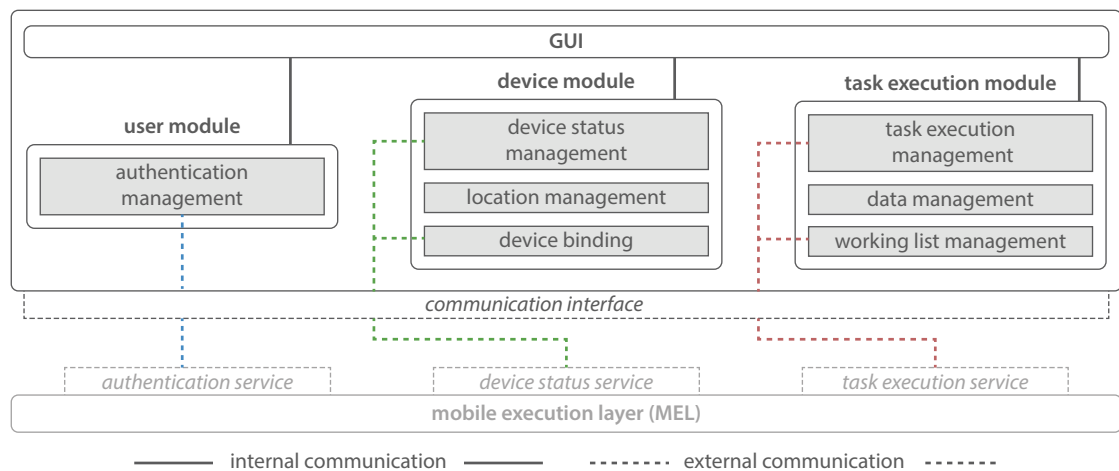 GUI
device module
task execution module
user module
device status
management
task execution
management
authentication
management
location management
data management
device binding
working list management
communication interface
authentication service
device status service
task execution service
mobile execution layer (MEL)
internal communication
external communication